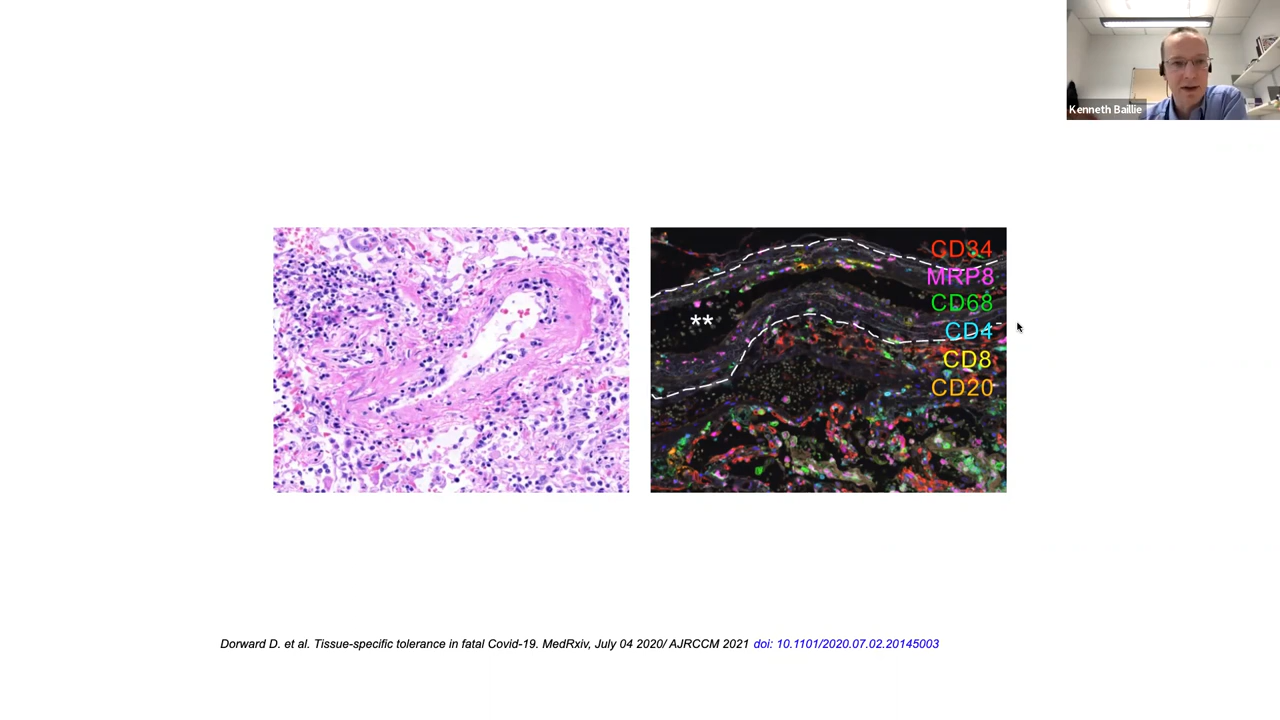 Kenneth Baillie
CD34
MRP8
CD68
**
CD4
CD8
CD20
Dorward D. et al. Tissue-specific tolerance in fatal Covid-19. MedRxiv, July 04 2020/ AJRCCM 2021 doi: 10.1101/2020.07.02.20145003